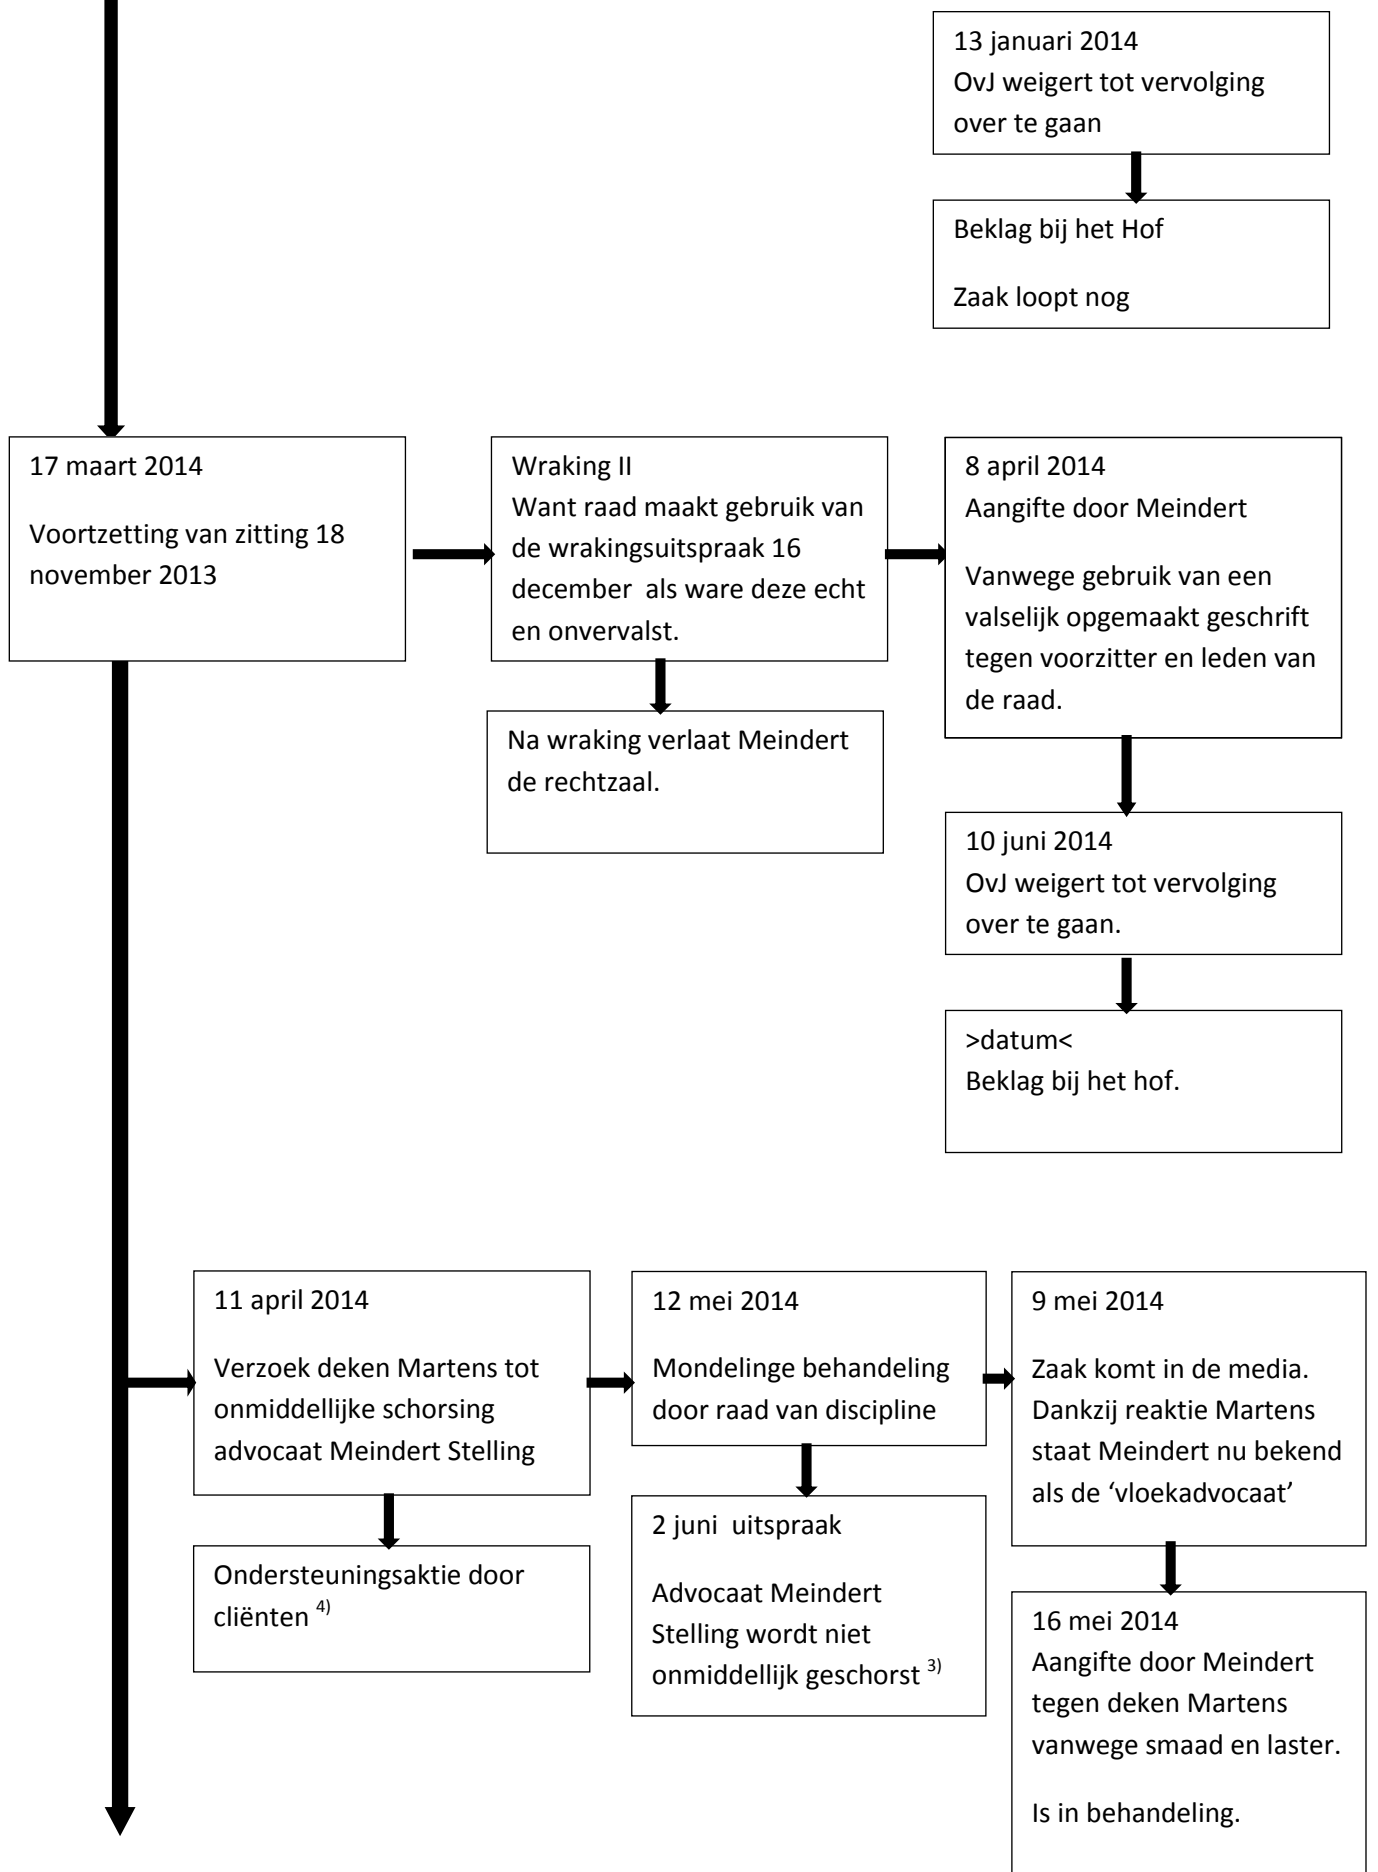 13 januari 2014
OvJ weigert tot vervolging
over te gaan
Beklag bij het Hof
Zaak loopt nog
17 maart 2014
Voortzetting van zitting 18
november 2013
Wraking II
Want raad maakt gebruik van
de wrakingsuitspraak 16
december als ware deze echt
en onvervalst.
Na wraking verlaat Meindert
de rechtzaal.
8 april 2014
Aangifte door Meindert
Vanwege gebruik van een
valselijk opgemaakt geschrift
tegen voorzitter en leden van
de raad.
10 juni 2014
OvJ weigert tot vervolging
over te gaan.
>datum<
Beklag bij het hof.
11 april 2014
Verzoek deken Martens tot
onmiddellijke schorsing
advocaat Meindert Stelling
Ondersteuningsaktie door
cliënten 4)
12 mei 2014
Mondelinge behandeling
door raad van discipline
2 juni uitspraak
Advocaat Meindert
Stelling wordt niet
onmiddellijk geschorst 3)
9 mei 2014
Zaak komt in de media.
Dankzij reaktie Martens
staat Meindert nu bekend
als de ‘vloekadvocaat’
16 mei 2014
Aangifte door Meindert
tegen deken Martens
vanwege smaad en laster.
Is in behandeling.